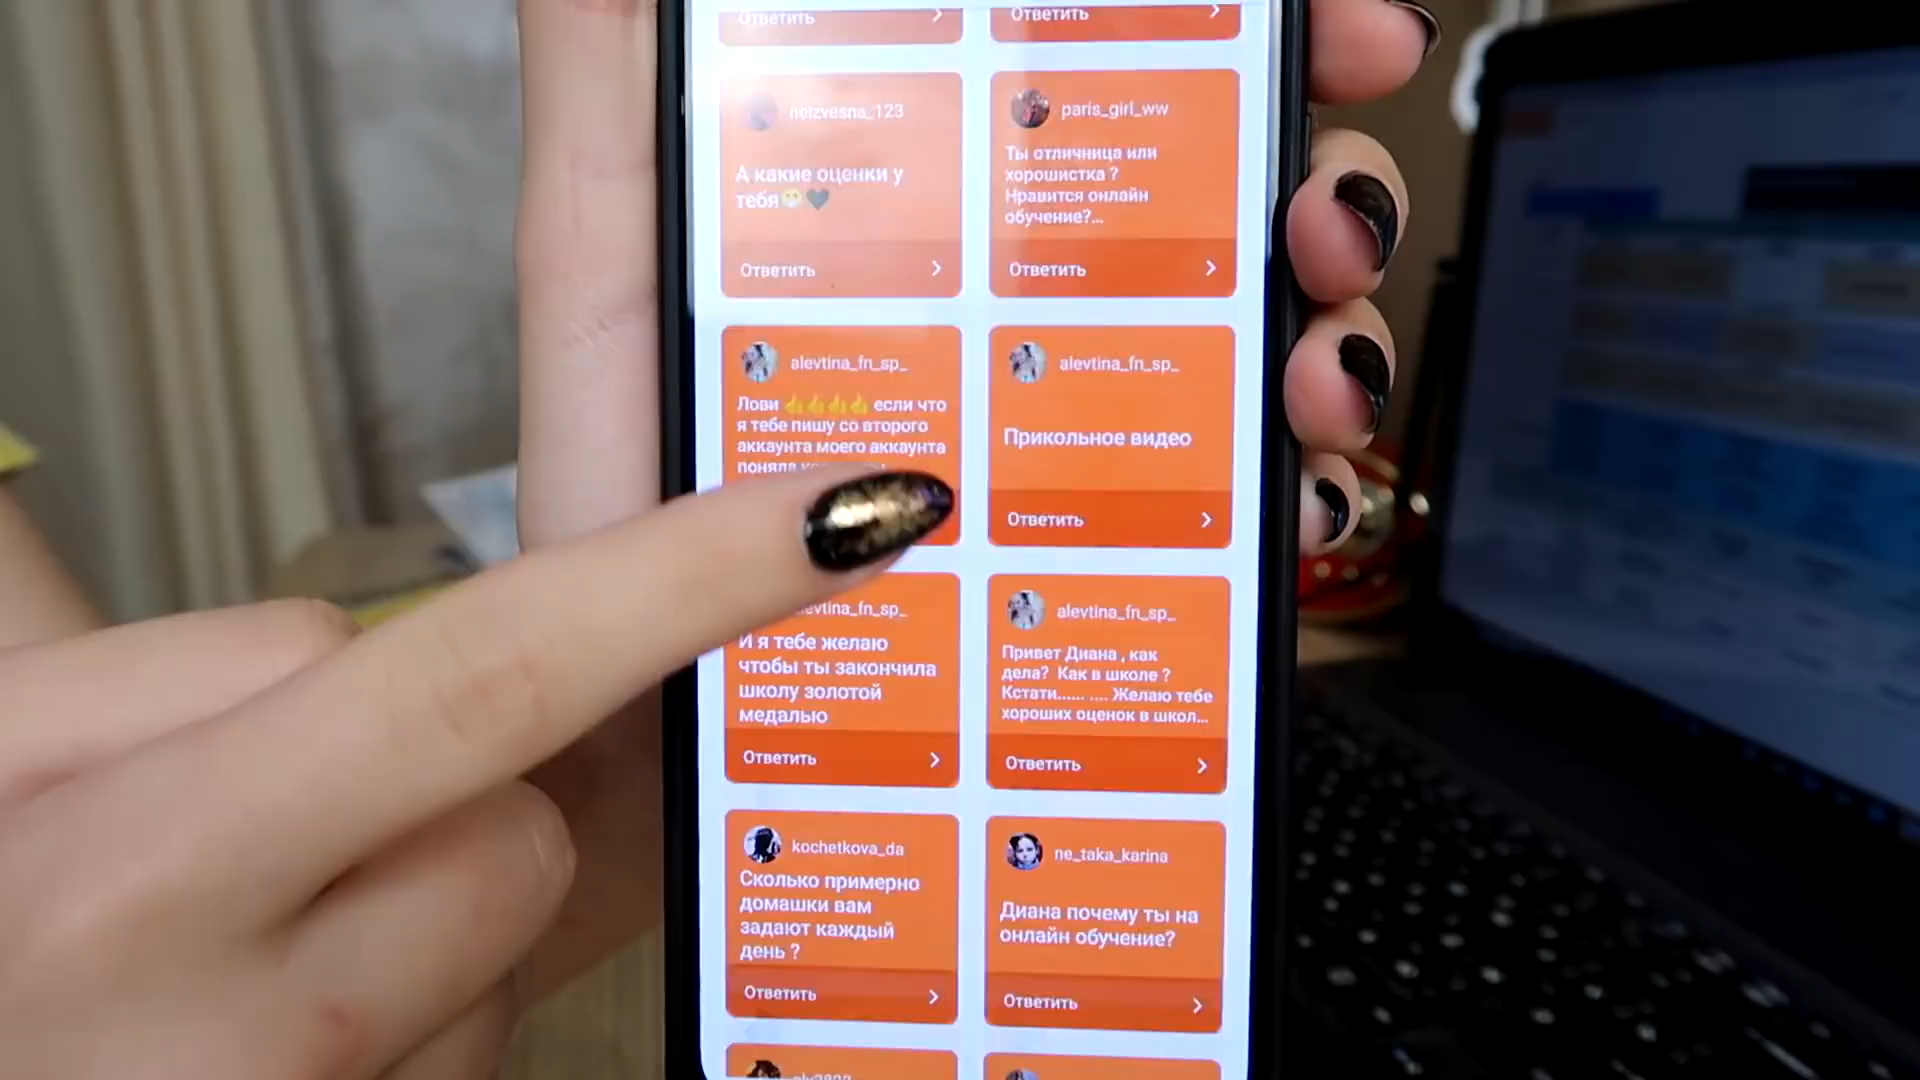 Ответить
Ответить
neizvesna_123
А какие оценки у
тебя😁🖤
Ответить
paris_girl_ww
Ты отличница или
хорошистка ?
Нравится онлайн
обучение?...
Ответить
alevtina_fn_sp_
Лови 👍👍👍👍 если что
я тебе пишу со второго
аккаунта моего аккаунта
поняла
alevtina_fn_sp_
Прикольное видео
Ответить
alevtina_fn_sp_
И я тебе желаю
чтобы ты закончила
школу золотой
медалью
Ответить
alevtina_fn_sp_
Привет Диана , как
дела? Как в школе ?
Кстати...... .... Желаю тебе
хороших оценок в школ...
Ответить
kochetkova_da
Сколько примерно
домашки вам
задают каждый
день ?
Ответить
ne_taka_karina
Диана почему ты на
онлайн обучение?
Ответить